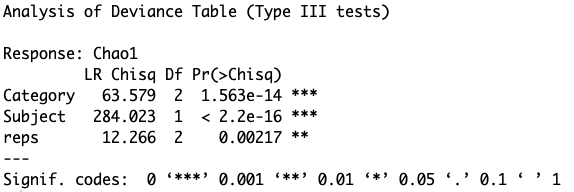 Analysis of Deviance Table (Type III tests)

Response: Chao1
         LR Chisq Df Pr(>Chisq)
Category   63.579  2  1.563e-14 ***
Subject   284.023  1  < 2.2e-16 ***
reps       12.266  2    0.00217 **
---
Signif. codes:  0 ‘***’ 0.001 ‘**’ 0.01 ‘*’ 0.05 ‘.’ 0.1 ‘ ’ 1